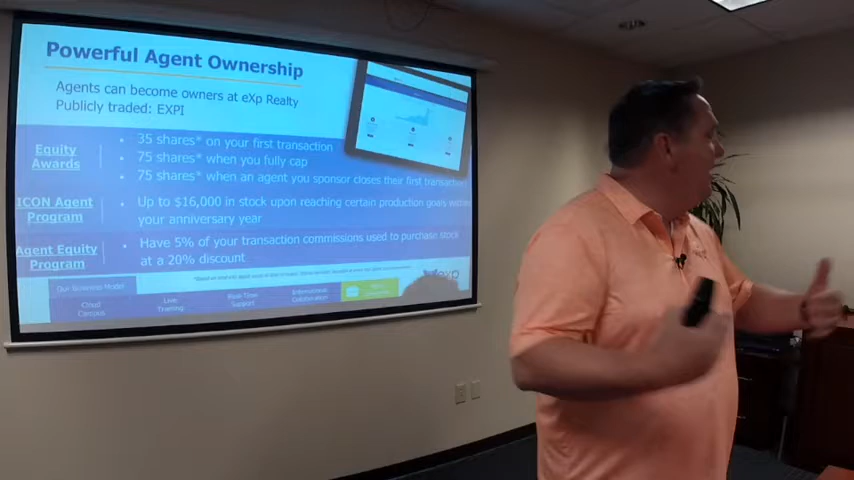 Powerful Agent Ownership
Agents can become owners at eXp Realty
Publicly traded: EXPI
Equity
Awards
• 35 shares* on your first transaction
• 75 shares* when you fully cap
• 75 shares* when an agent you sponsor closes their first transaction
ICON Agent
Program
• Up to $16,000 in stock upon reaching certain production goals within
your anniversary year
Agent Equity
Program
• Have 5% of your transaction commissions used to purchase stock
at a 20% discount
Our Business Model
Cloud
Campus
Live
Training
Real-Time
Support
International
Collaboration